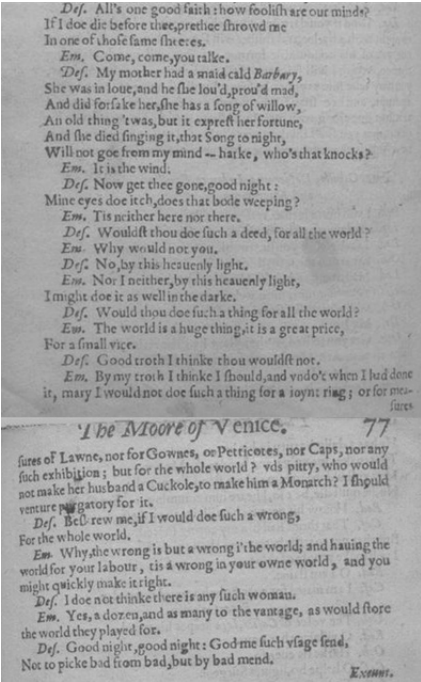 Des. All's one good faith: how foolish are our minds?
If I doe die before thee, prethee shrowd me
In one of those same sheetes.
Em. Come, come, you talke.
Des. My mother had a maid cald Barbary,
She was in loue, and he she lou'd, prou'd mad,
And did forsake her, she has a song of willow,
An old thing 'twas, but it exprest her fortune,
And she died singing it, that Song to night,
Will not goe from my mind -- harke, who's that knocks?
Em. It is the wind.
Des. Now get thee gone, good night:
Mine eyes doe itch, does that bode weeping?
Em. Tis neither here nor there.
Des. Wouldst thou doe such a deed, for all the world?
Em. Why would not you.
Des. No, by this heauenly light.
Em. Nor I neither, by this heauenly light,
I might doe it as well in the darke.
Des. Would thou doe such a thing for all the world?
Em. The world is a huge thing, it is a great price,
For a small vice.
Des. Good troth I thinke thou wouldst not.
Em. By my troth I thinke I should, and vndo't when I had done
it, mary I would not doe such a thing for a ioynt ring; or for mea-
sures
The Moore of Venice. 77
sures of Lawne, nor for Gownes, or Petticotes, nor Caps, nor any
such exhibition; but for the whole world? vds pitty, who would
not make her husband a Cuckole, to make him a Monarch? I should
venture purgatory for it.
Des. Beshrew me, if I would doe such a wrong,
For the whole world.
Em. Why, the wrong is but a wrong i'the world; and hauing the
world for your labour, tis a wrong in your owne world, and you
might quickly make it right.
Des. I doe not thinke there is any such woman.
Em. Yes, a dozen, and as many to the vantage, as would store
the world they played for.
Des. Good night, good night: God me such vsage send,
Not to picke bad from bad, but by bad mend.
Exeunt.